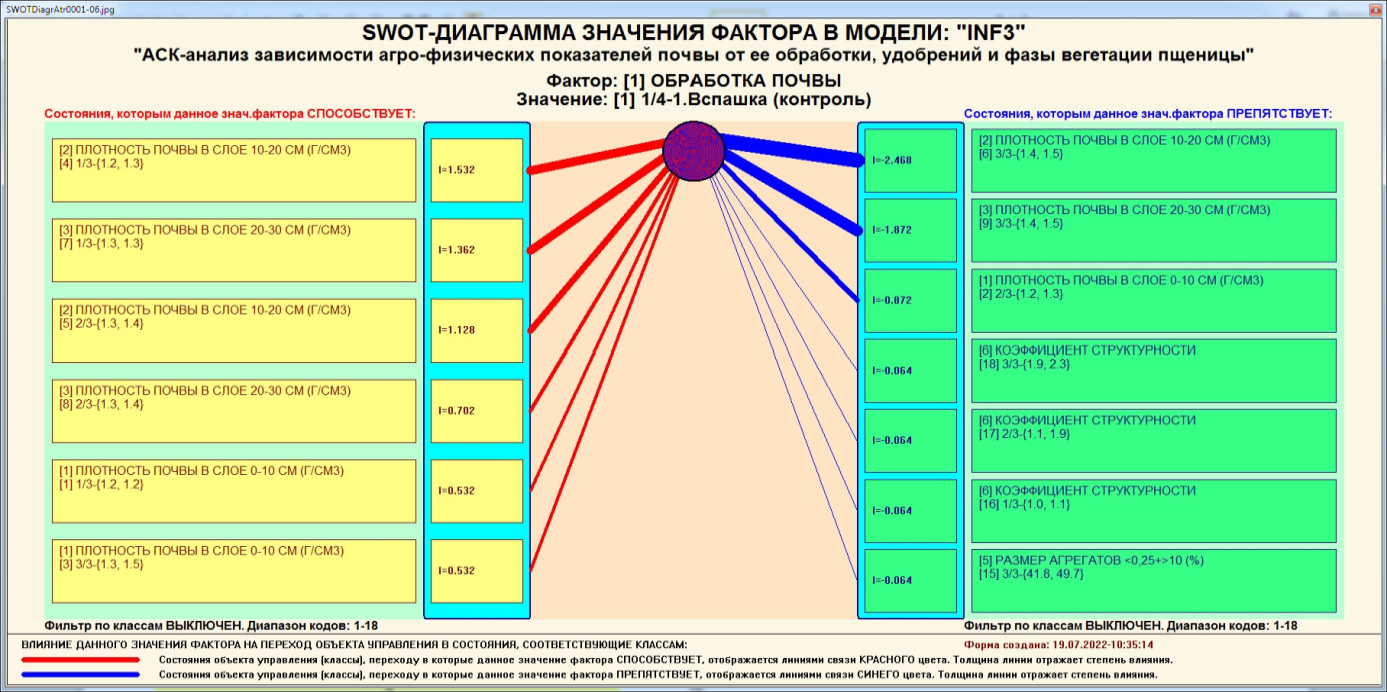 SWOTDiagrAtr0001-06.jpg
SWOT-ДИАГРАММА ЗНАЧЕНИЯ ФАКТОРА В МОДЕЛИ: "INF3"
"АСК-анализ зависимости агро-физических показателей почвы от ее обработки, удобрений и фазы вегетации пщеницы"
Фактор: [1] ОБРАБОТКА ПОЧВЫ
Значение: [1] 1/4-1.Вспашка (контроль)
Состояния, которым данное знач.фактора СПОСОБСТВУЕТ:
[2] ПЛОТНОСТЬ ПОЧВЫ В СЛОЕ 10-20 СМ (Г/СМ3)
[4] 1/3-{1.2, 1.3}
I=1.532
[3] ПЛОТНОСТЬ ПОЧВЫ В СЛОЕ 20-30 СМ (Г/СМ3)
[7] 1/3-{1.3, 1.3}
I=1.362
[2] ПЛОТНОСТЬ ПОЧВЫ В СЛОЕ 10-20 СМ (Г/СМ3)
[5] 2/3-{1.3, 1.4}
I=1.128
[3] ПЛОТНОСТЬ ПОЧВЫ В СЛОЕ 20-30 СМ (Г/СМ3)
[8] 2/3-{1.3, 1.4}
I=0.702
[1] ПЛОТНОСТЬ ПОЧВЫ В СЛОЕ 0-10 СМ (Г/СМ3)
[1] 1/3-{1.2, 1.2}
I=0.532
[1] ПЛОТНОСТЬ ПОЧВЫ В СЛОЕ 0-10 СМ (Г/СМ3)
[3] 3/3-{1.3, 1.5}
I=0.532
Фильтр по классам ВЫКЛЮЧЕН. Диапазон кодов: 1-18
Состояния, которым данное знач.фактора ПРЕПЯТСТВУЕТ:
I=-2.468
[2] ПЛОТНОСТЬ ПОЧВЫ В СЛОЕ 10-20 СМ (Г/СМ3)
[6] 3/3-{1.4, 1.5}
I=-1.872
[3] ПЛОТНОСТЬ ПОЧВЫ В СЛОЕ 20-30 СМ (Г/СМ3)
[9] 3/3-{1.4, 1.5}
I=-0.872
[1] ПЛОТНОСТЬ ПОЧВЫ В СЛОЕ 0-10 СМ (Г/СМ3)
[2] 2/3-{1.2, 1.3}
I=-0.064
[6] КОЭФФИЦИЕНТ СТРУКТУРНОСТИ
[18] 3/3-{1.9, 2.3}
I=-0.064
[6] КОЭФФИЦИЕНТ СТРУКТУРНОСТИ
[17] 2/3-{1.1, 1.9}
I=-0.064
[6] КОЭФФИЦИЕНТ СТРУКТУРНОСТИ
[16] 1/3-{1.0, 1.1}
I=-0.064
[5] РАЗМЕР АГРЕГАТОВ <0,25+>10 (%)
[15] 3/3-{41.8, 49.7}
Фильтр по классам ВЫКЛЮЧЕН. Диапазон кодов: 1-18
ВЛИЯНИЕ ДАННОГО ЗНАЧЕНИЯ ФАКТОРА НА ПЕРЕХОД ОБЪЕКТА УПРАВЛЕНИЯ В СОСТОЯНИЯ, СООТВЕТСТВУЮЩИЕ КЛАССАМ:
Форма создана: 19.07.2022-10:35:14
Состояния объекта управления [классы], переходу в которые данное значение фактора СПОСОБСТВУЕТ, отображается линиями связи КРАСНОГО цвета. Толщина линии отражает степень влияния.
Состояния объекта управления [классы], переходу в которые данное значение фактора ПРЕПЯТСТВУЕТ, отображается линиями связи СИНЕГО цвета. Толщина линии отражает степень влияния.